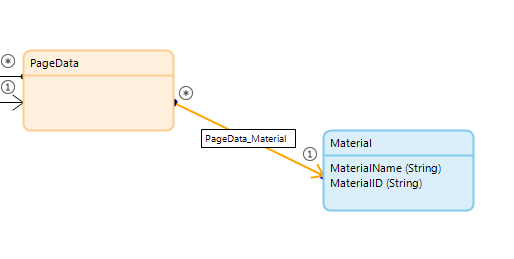 *
PageData
1
*
PageData_Material
1
Material
MaterialName (String)
MaterialID (String)